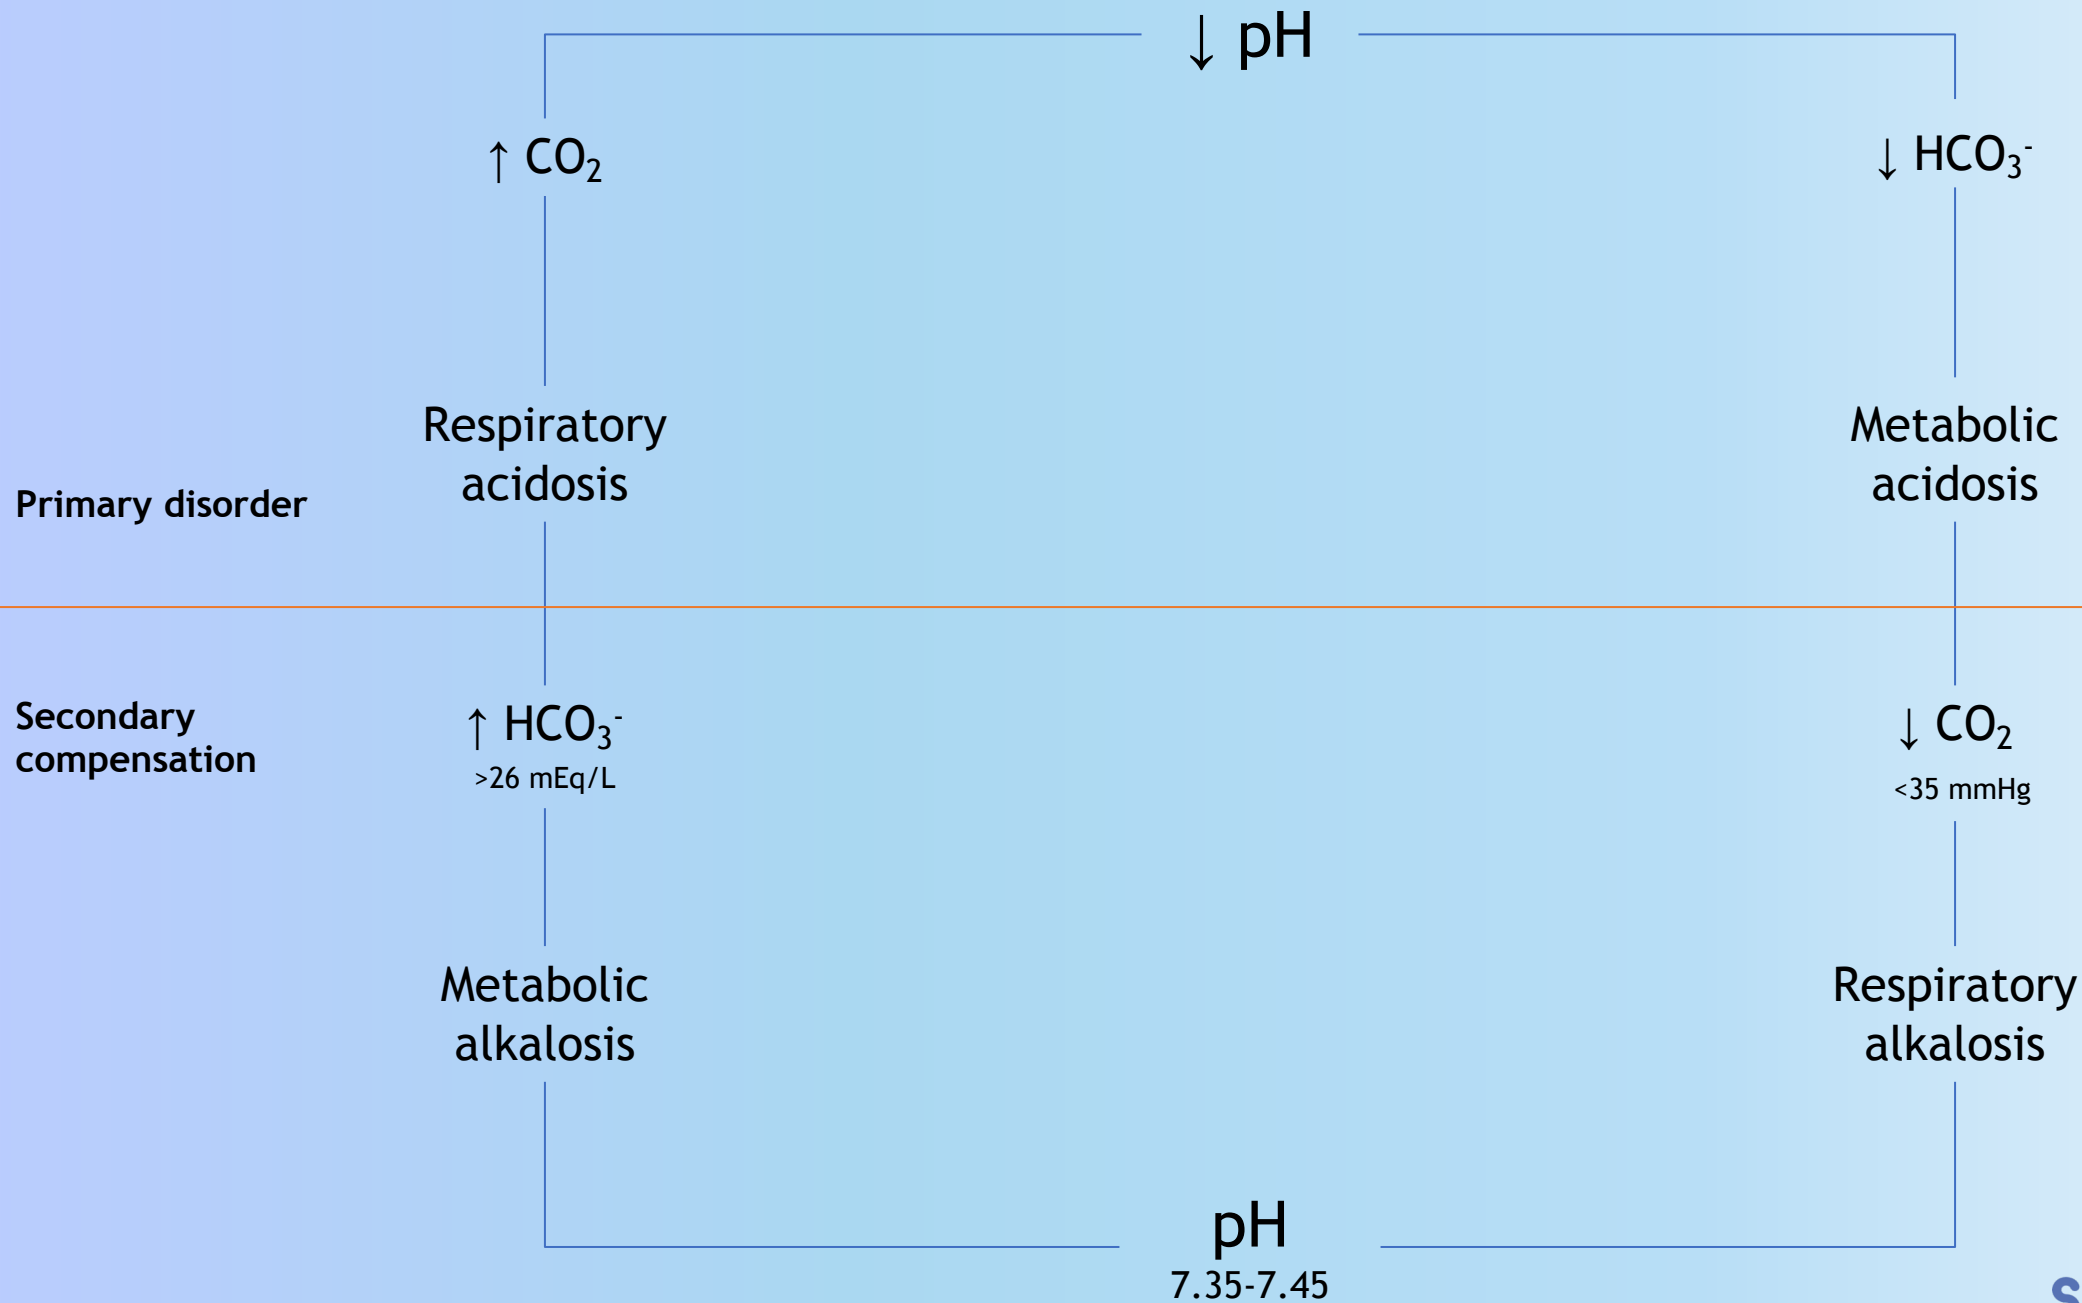 ↓ pH
↑ CO₂
↓ HCO₃⁻
Respiratory
acidosis
Metabolic
acidosis
Primary disorder
Secondary
compensation
↑ HCO₃⁻
>26 mEq/L
↓ CO₂
<35 mmHg
Metabolic
alkalosis
Respiratory
alkalosis
pH
7.35-7.45